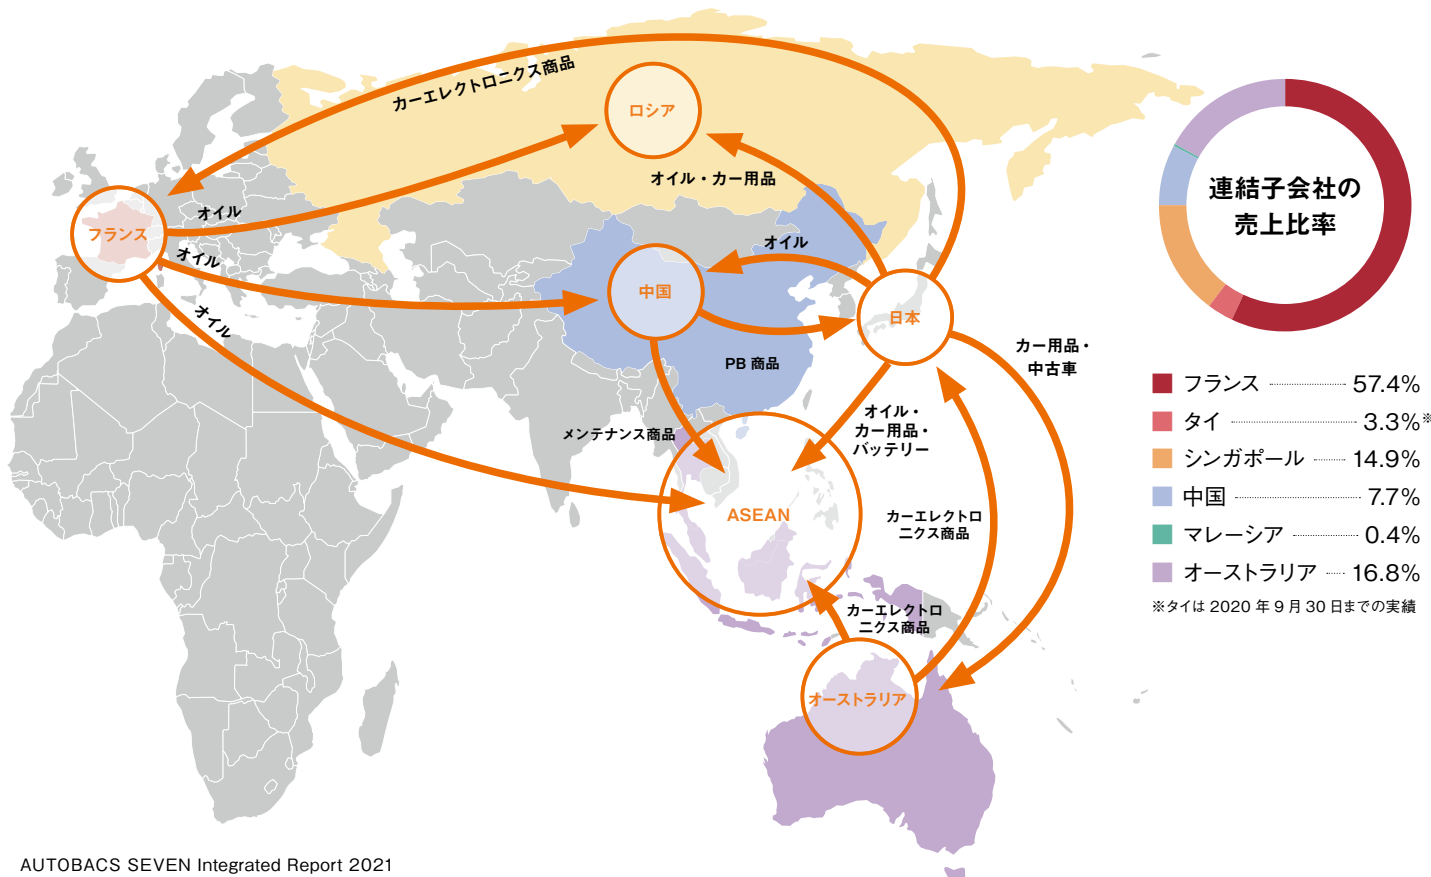 カーエレクトロニクス商品
ロシア
オイル・カー用品
オイル
フランス
オイル
オイル
オイル
中国
日本
PB 商品
カー用品・
中古車
メンテナンス商品
オイル・
カー用品・
バッテリー
ASEAN
カーエレクトロ
ニクス商品
カーエレクトロ
ニクス商品
オーストラリア
連結子会社の
売上比率
フランス 57.4%
タイ 3.3%※
シンガポール 14.9%
中国 7.7%
マレーシア 0.4%
オーストラリア 16.8%
※タイは 2020 年 9 月 30 日までの実績
AUTOBACS SEVEN Integrated Report 2021